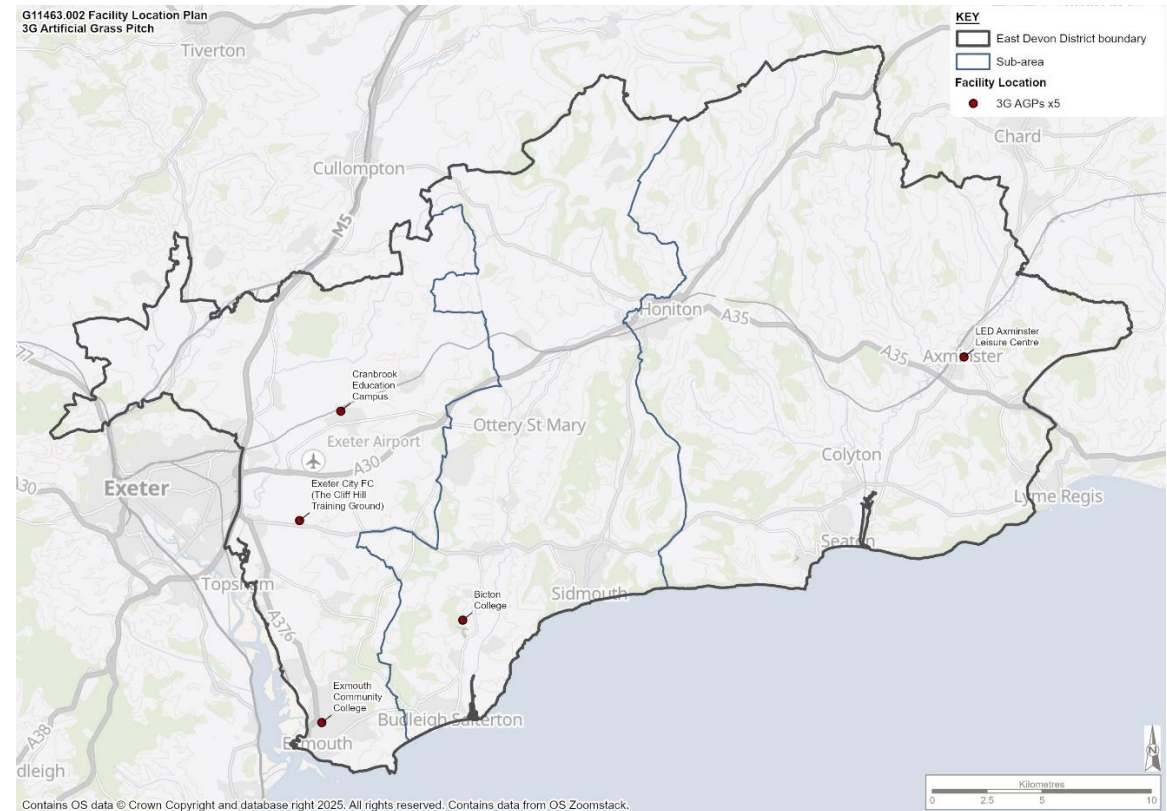 G11463.002 Facility Location Plan
3G Artificial Grass Pitch
KEY
East Devon District boundary
Sub-area
Facility Location
3G AGPs x5
Tiverton
Cullompton
M5
Chard
Honiton
A35
LED Axminster
Leisure Centre
Axminster
A35
Cranbrook
Education
Campus
Ottery St Mary
Exeter Airport
A30
Colyton
Exeter
A30
Exeter City FC
(The Cliff Hill
Training Ground)
Lyme Regis
Seaton
Topsham
A376
Sidmouth
Bicton
College
Exmouth
Community
College
Budleigh Salterton
Exmouth
A38
dleigh
N
Kilometres
0 2.5 5 10
Contains OS data © Crown Copyright and database right 2025. All rights reserved. Contains data from OS Zoomstack.